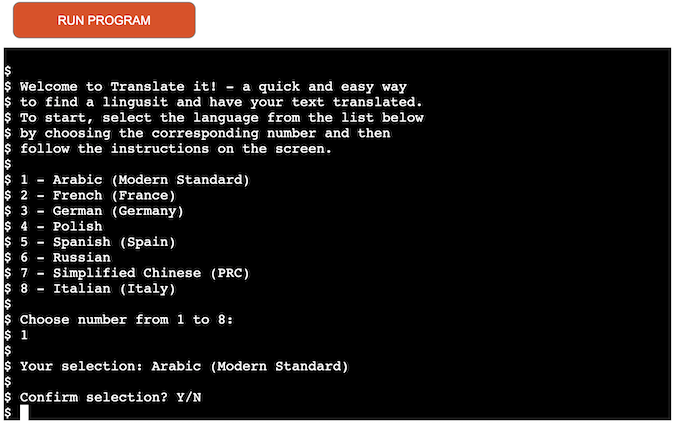 RUN PROGRAM
$
$ Welcome to Translate it! - a quick and easy way
$ to find a lingusit and have your text translated.
$ To start, select the language from the list below
$ by choosing the corresponding number and then
$ follow the instructions on the screen.
$
$ 1 - Arabic (Modern Standard)
$ 2 - French (France)
$ 3 - German (Germany)
$ 4 - Polish
$ 5 - Spanish (Spain)
$ 6 - Russian
$ 7 - Simplified Chinese (PRC)
$ 8 - Italian (Italy)
$
$ Choose number from 1 to 8:
$ 1
$
$ Your selection: Arabic (Modern Standard)
$
$ Confirm selection? Y/N
$